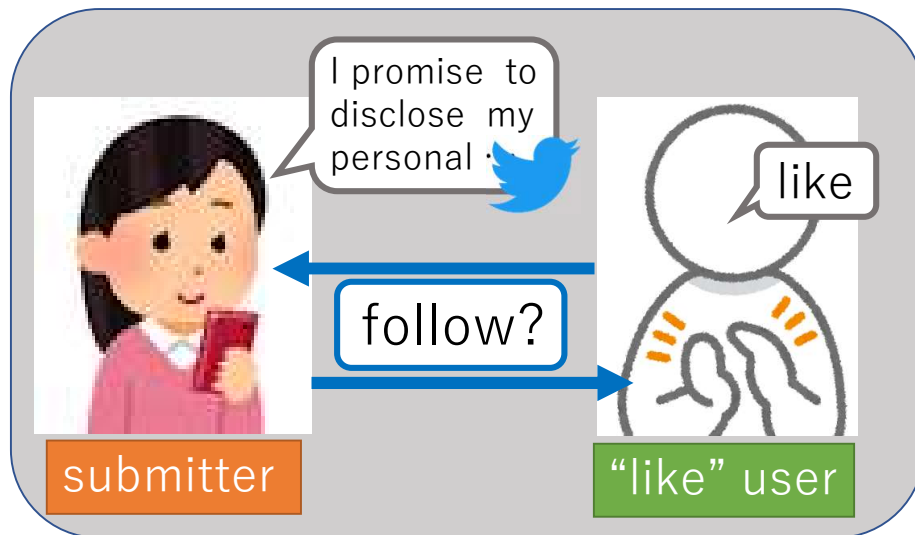 I promise to
disclose my
personal ・・
like
follow?
submitter
“like” user